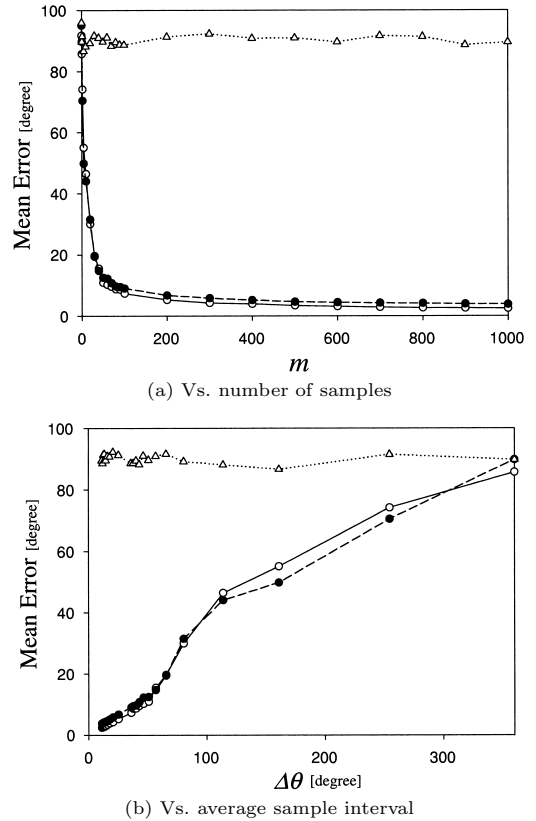 100
80
60
40
20
0
Mean Error [degree]
0 200 400 600 800 1000
m
(a) Vs. number of samples
100
80
60
40
20
0
Mean Error [degree]
0 100 200 300
Δθ [degree]
(b) Vs. average sample interval